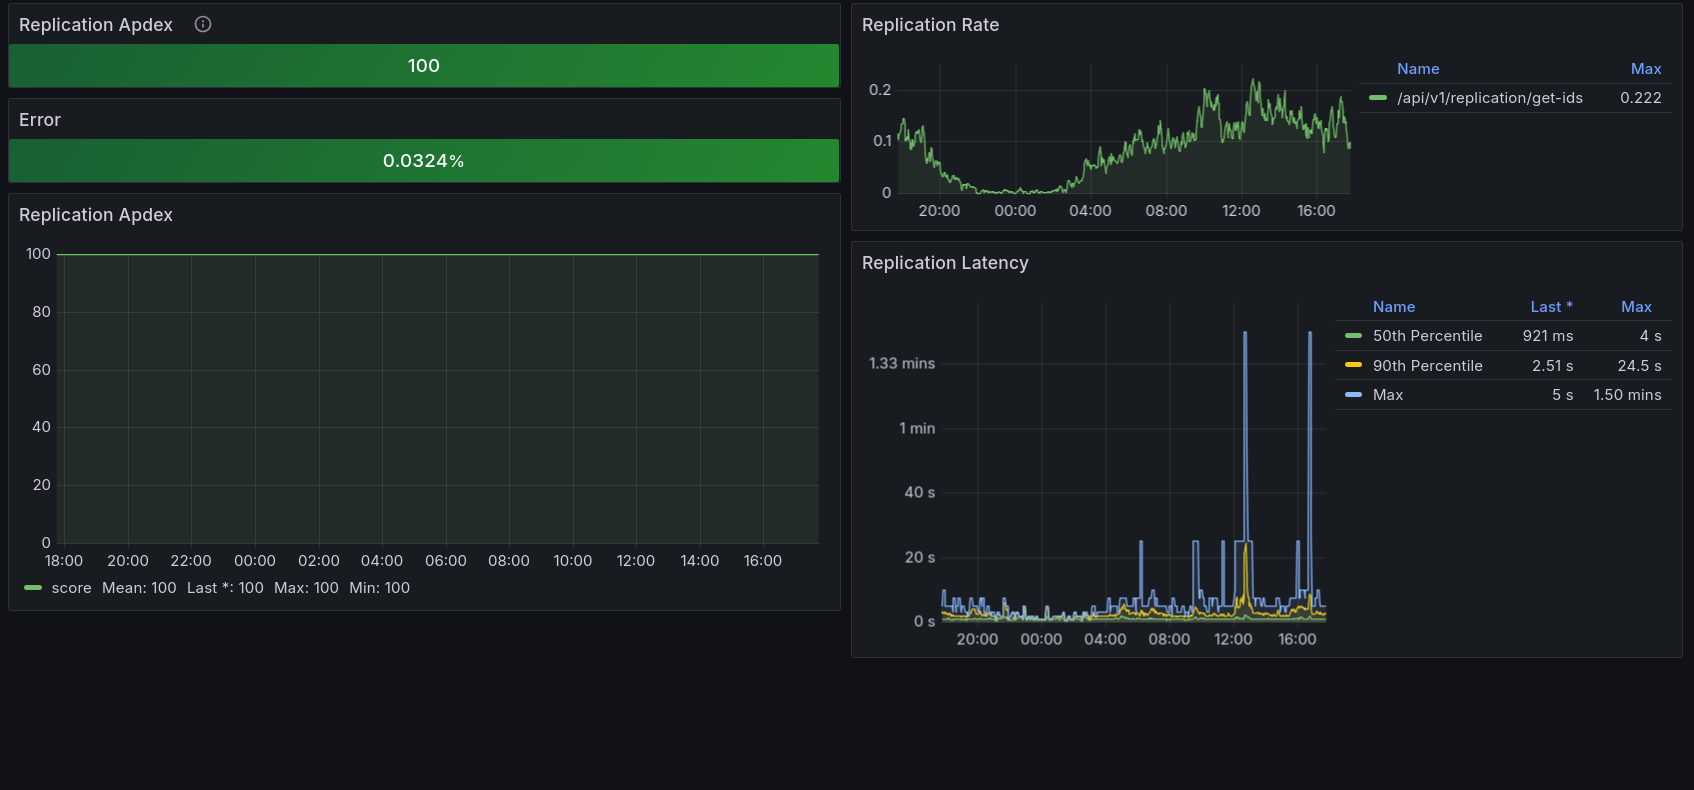 Replication Apdex
100
Error
0.0324%
Replication Apdex
100
80
60
40
20
0
18:00 20:00 22:00 00:00 02:00 04:00 06:00 08:00 10:00 12:00 14:00 16:00
score Mean: 100 Last *: 100 Max: 100 Min: 100
Replication Rate
0.2
0.1
0
20:00 00:00 04:00 08:00 12:00 16:00
Name Max
/api/v1/replication/get-ids 0.222
Replication Latency
1.33 mins
1 min
40 s
20 s
0 s
20:00 00:00 04:00 08:00 12:00 16:00
Name Last * Max
50th Percentile 921 ms 4 s
90th Percentile 2.51 s 24.5 s
Max 5 s 1.50 mins